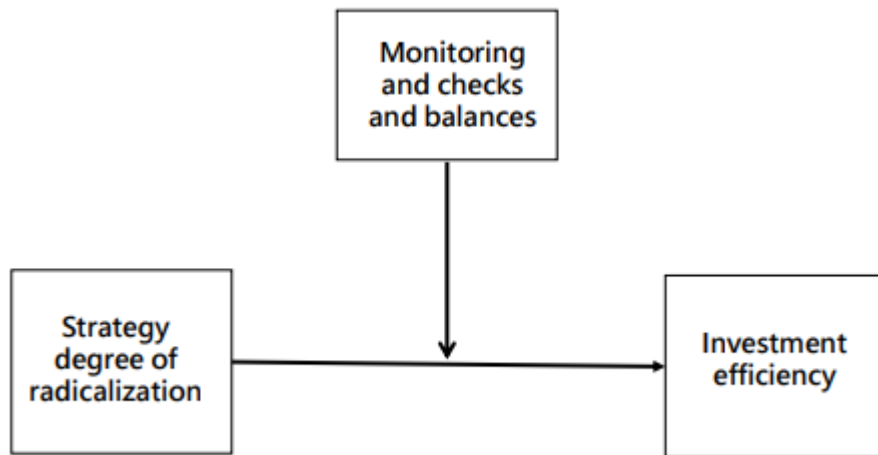 Monitoring
and checks
and balances
Strategy
degree of
radicalization
Investment
efficiency